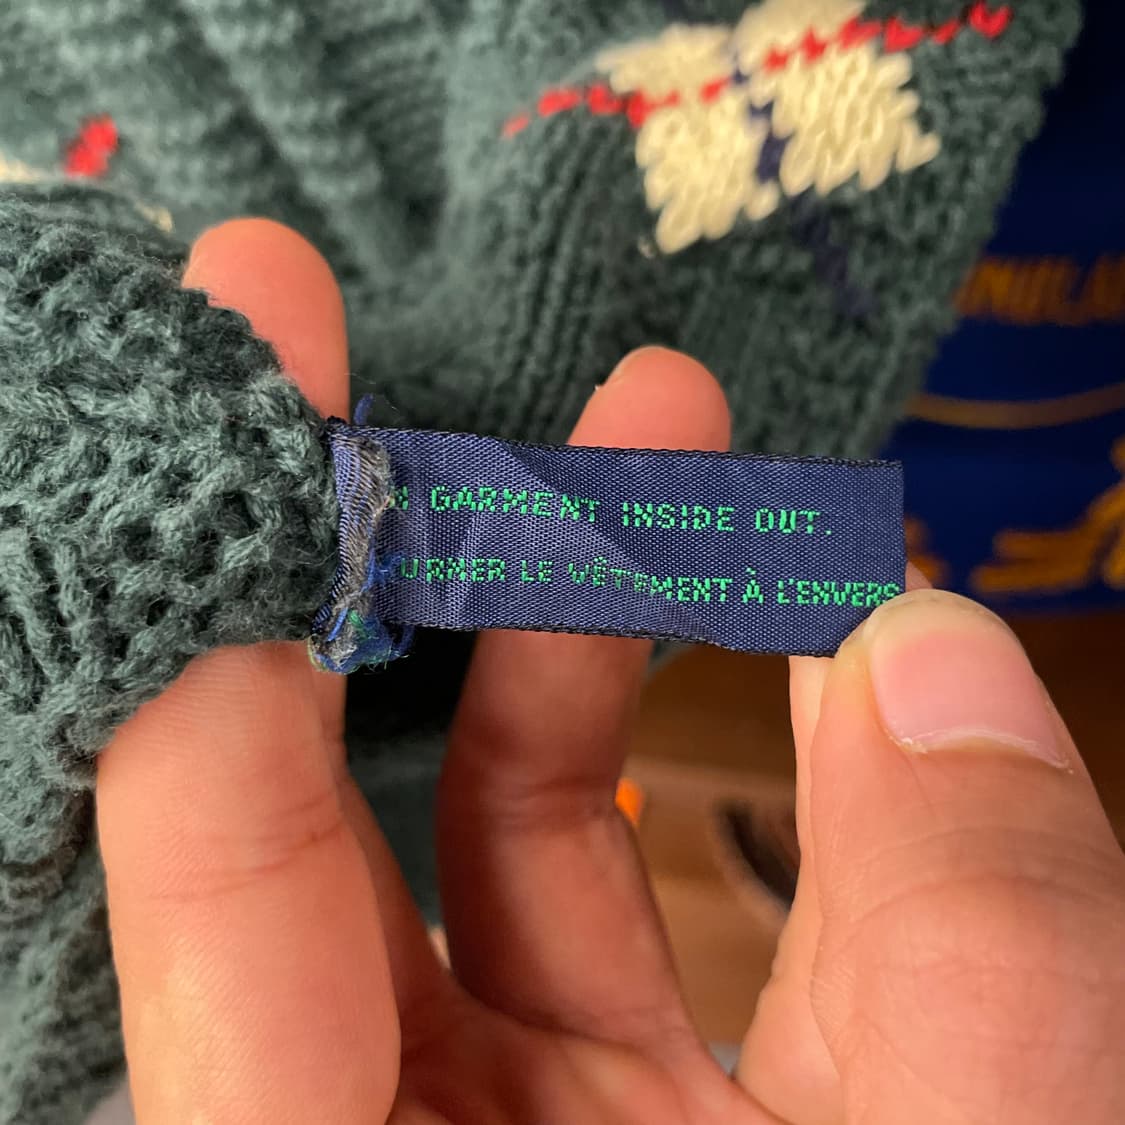 GARMENT INSIDE OUT.
URNER LE VÊTEMENT À L'ENVERS